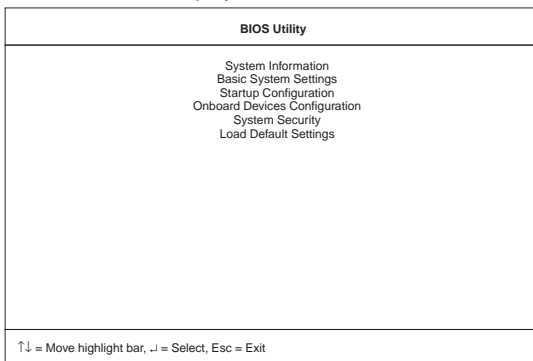 BIOS Utility
System Information
Basic System Settings
Startup Configuration
Onboard Devices Configuration
System Security
Load Default Settings
↑↓ = Move highlight bar, ↵ = Select, Esc = Exit